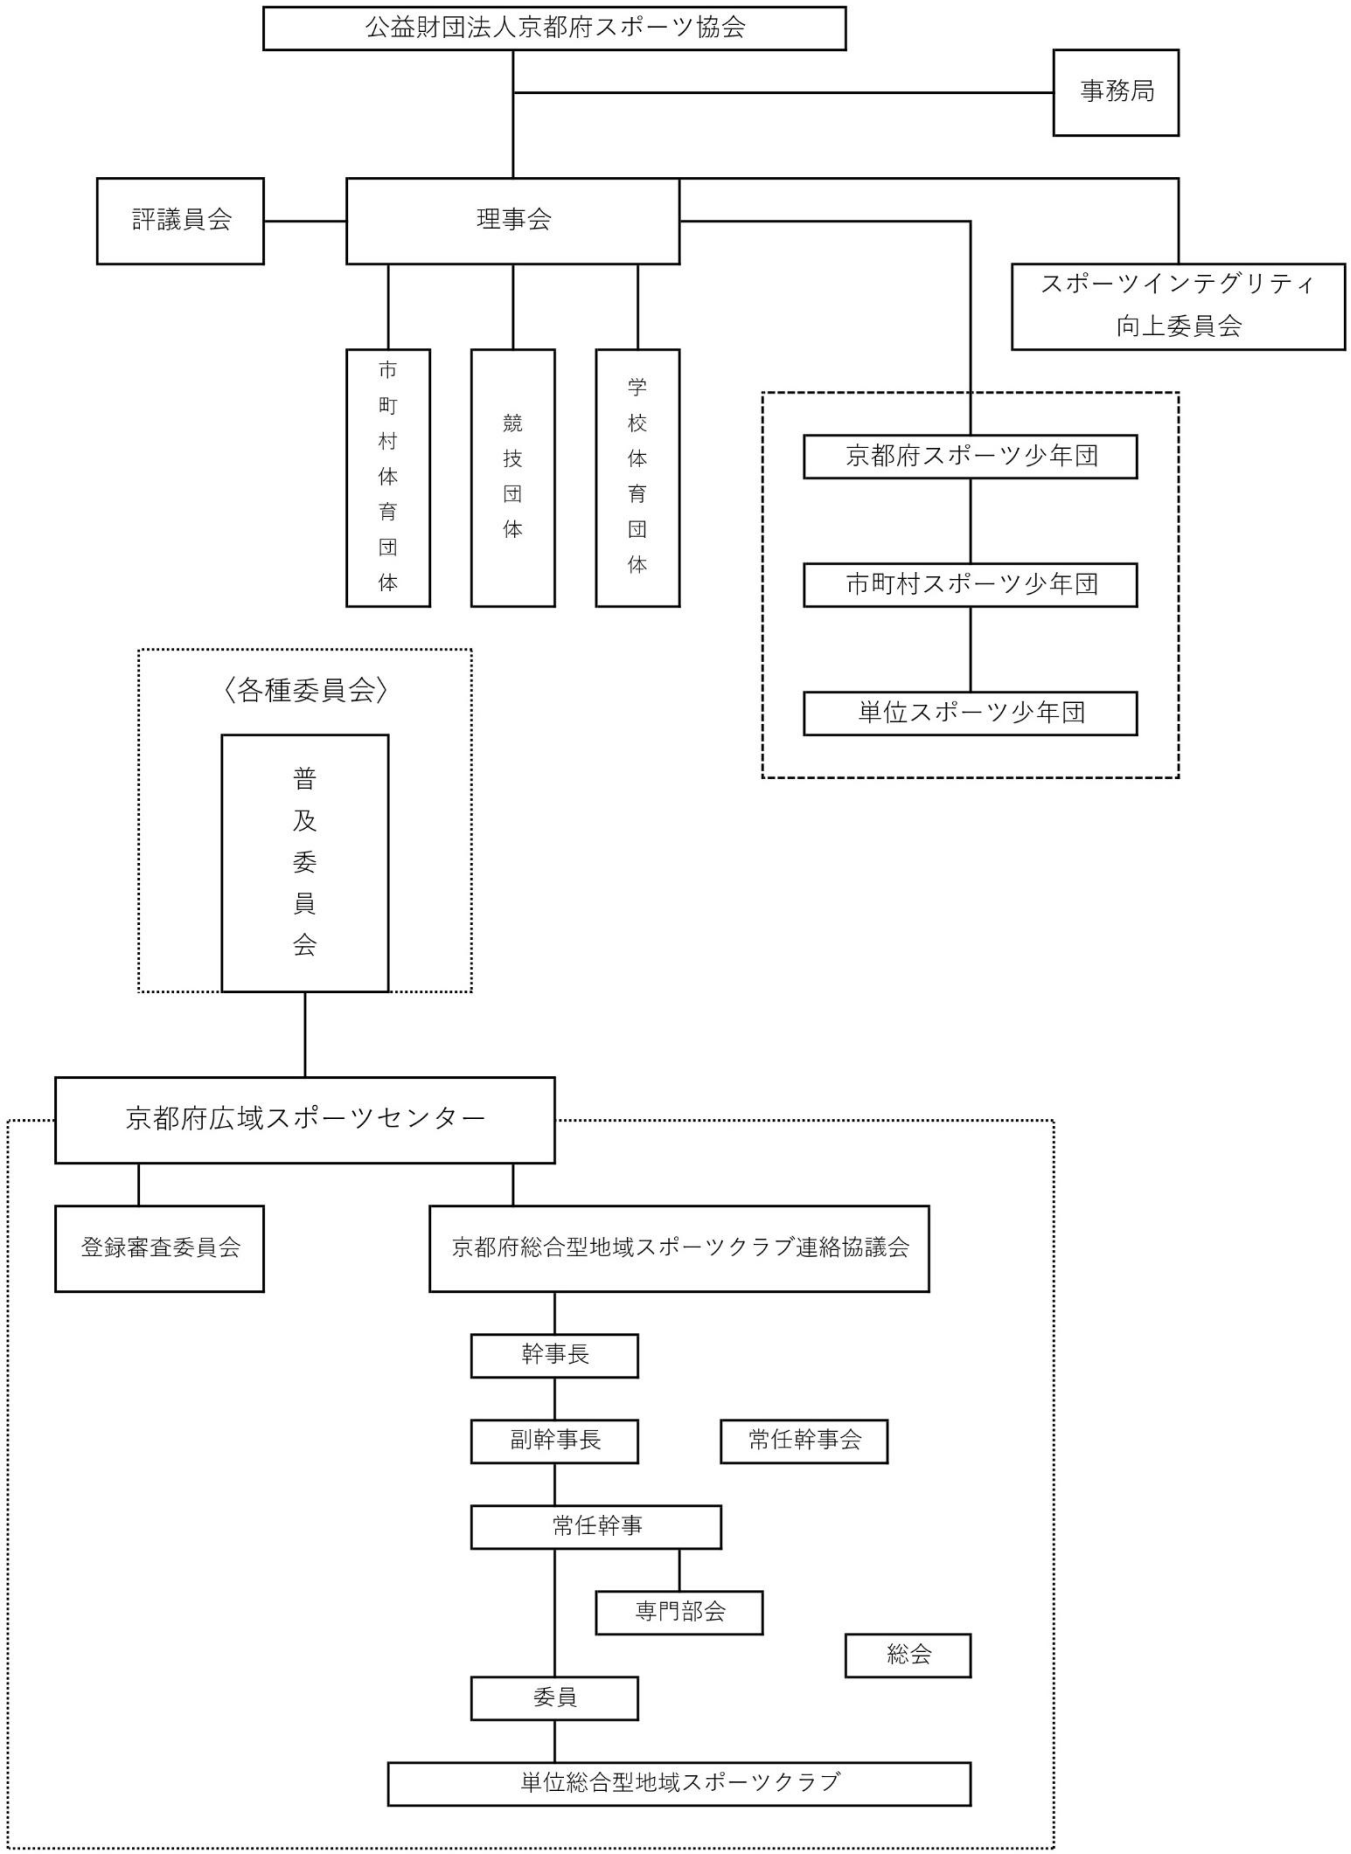 公益財団法人京都府スポーツ協会
事務局
評議員会
理事会
スポーツインテグリティ
向上委員会
市町村体育団体
競技団体
学校体育団体
京都府スポーツ少年団
市町村スポーツ少年団
単位スポーツ少年団
〈各種委員会〉
普及委員会
京都府広域スポーツセンター
登録審査委員会
京都府総合型地域スポーツクラブ連絡協議会
幹事長
副幹事長
常任幹事会
常任幹事
専門部会
総会
委員
単位総合型地域スポーツクラブ